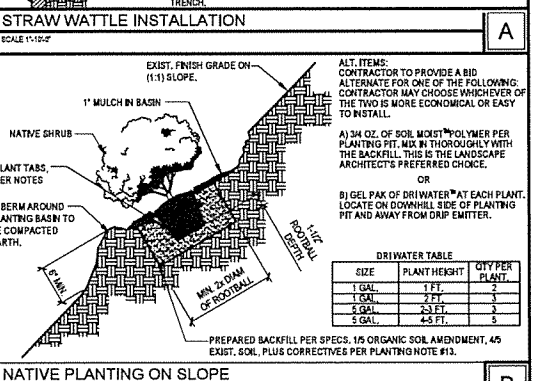 TRENCH.
STRAW WATTLE INSTALLATION
A
SCALE 1"-10'-0"
EXIST. FINISH GRADE ON
(1:1) SLOPE.
1" MULCH IN BASIN
NATIVE SHRUB
LANT TABS,
ER NOTES
BERM AROUND
ANTING BASIN TO
COMPACTED
ARTH.
6" MIN.
MIN. 2x DIAM
OF ROOTBALL
1-1/2"
ROOTBALL
DEPTH
PREPARED BACKFILL PER SPECS. 1/5 ORGANIC SOIL AMENDMENT, 4/5
EXIST. SOIL, PLUS CORRECTIVES PER PLANTING NOTE #13.
ALT. ITEMS:
CONTRACTOR TO PROVIDE A BID
ALTERNATE FOR ONE OF THE FOLLOWING:
CONTRACTOR MAY CHOOSE WHICHEVER OF
THE TWO IS MORE ECONOMICAL OR EASY
TO INSTALL.
A) 3/4 OZ. OF SOIL MOIST™ POLYMER PER
PLANTING PIT. MIX IN THOROUGHLY WITH
THE BACKFILL. THIS IS THE LANDSCAPE
ARCHITECT'S PREFERRED CHOICE.
OR
B) GEL PAK OF DRIWATER™ AT EACH PLANT.
LOCATE ON DOWNHILL SIDE OF PLANTING
PIT AND AWAY FROM DRIP EMITTER.
DRIWATER TABLE
SIZE PLANT HEIGHT QTY PER PLANT.
1 GAL. 1 FT. 2
1 GAL. 2 FT. 3
5 GAL. 2-3 FT. 3
5 GAL. 4-5 FT. 5
NATIVE PLANTING ON SLOPE
B